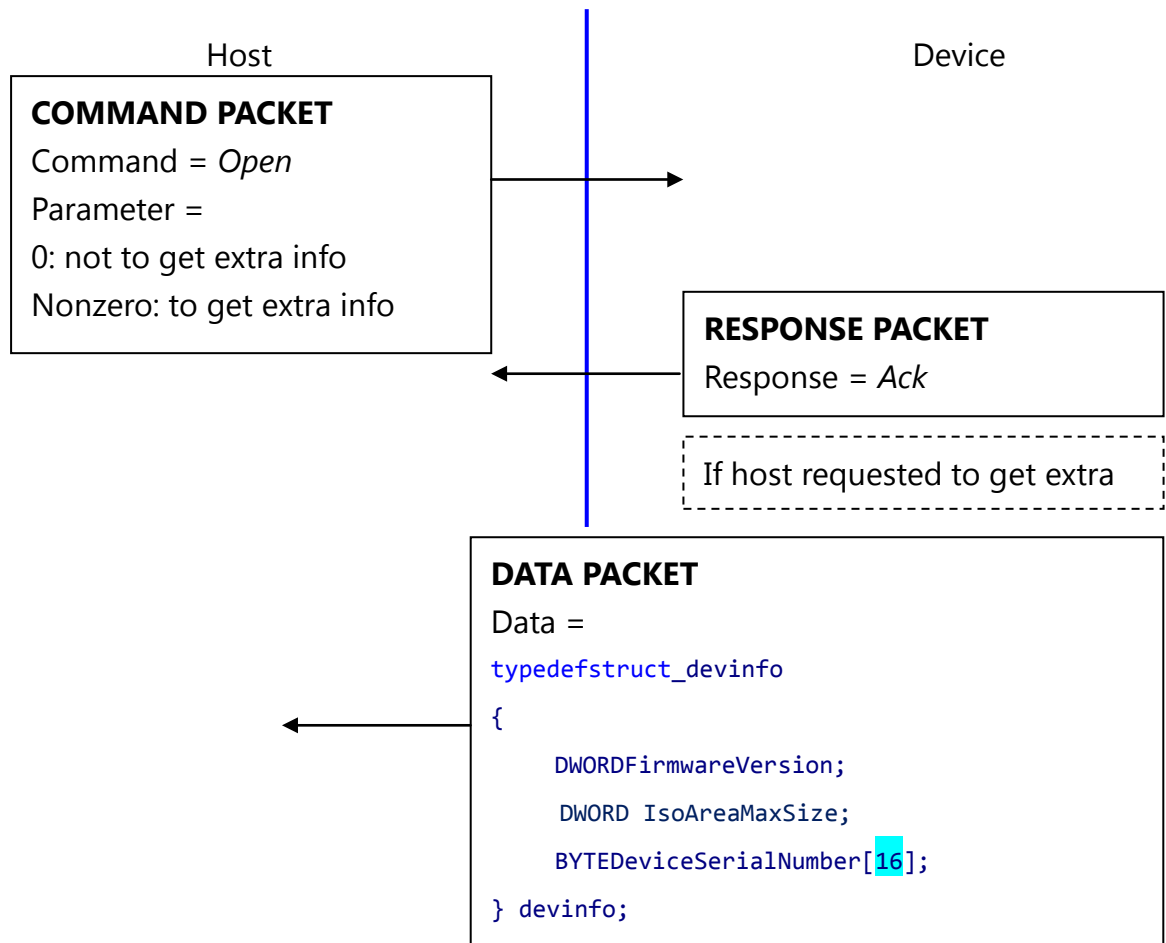 Host
Device
COMMAND PACKET
Command = Open
Parameter =
0: not to get extra info
Nonzero: to get extra info
RESPONSE PACKET
Response = Ack
If host requested to get extra
DATA PACKET
Data =
typedefstruct_devinfo
{
DWORDFirmwareVersion;
DWORD IsoAreaMaxSize;
BYTEDeviceSerialNumber[16];
} devinfo;